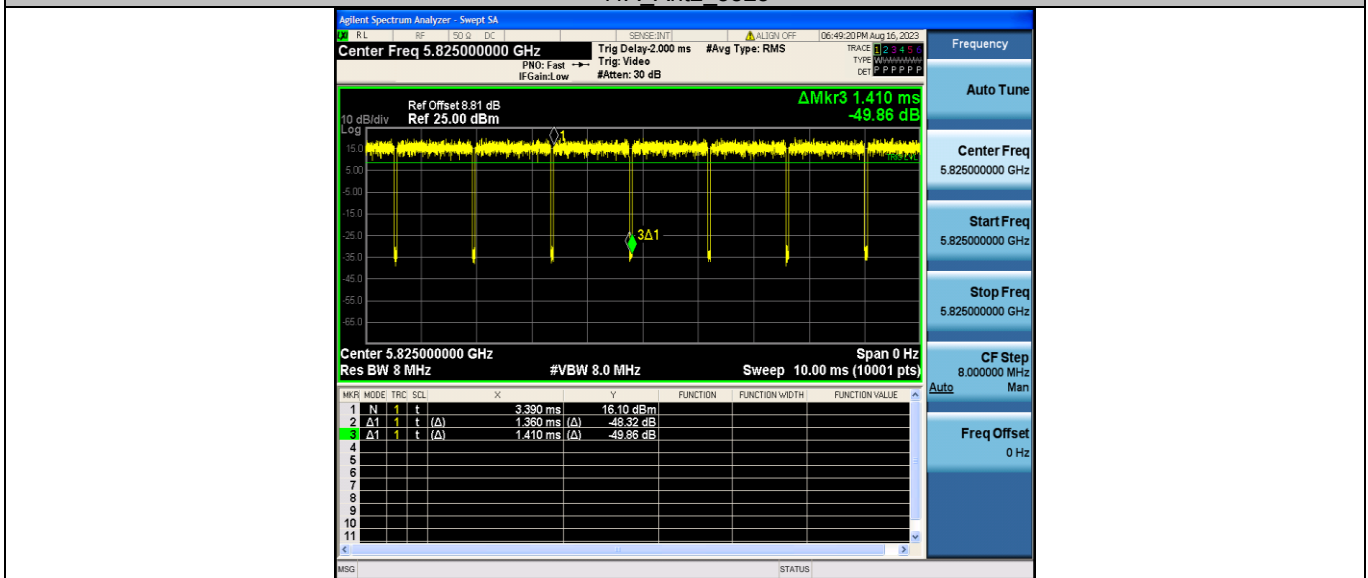 Agilent Spectrum Analyzer - Swept SA
RL RF 50 Ω DC SENSE:INT ALIGN OFF 06:49:20 PM Aug 16, 2023
Center Freq 5.825000000 GHz Trig Delay-2.000 ms #Avg Type: RMS TRACE 1 2 3 4 5 6
PNO: Fast Trig: Video TYPE
IFGain:Low #Atten: 30 dB DET P P P P P P
Frequency
Auto Tune
Center Freq
5.825000000 GHz
Start Freq
5.825000000 GHz
Stop Freq
5.825000000 GHz
CF Step
8.000000 MHz
Auto Man
Freq Offset
0 Hz
ΔMkr3 1.410 ms
-49.86 dB
Ref Offset 8.81 dB
10 dB/div Ref 25.00 dBm
Log
15.0
5.00
-5.00
-15.0
-25.0
-35.0
-45.0
-55.0
-65.0
1
3Δ1
Center 5.825000000 GHz Span 0 Hz
Res BW 8 MHz #VBW 8.0 MHz Sweep 10.00 ms (10001 pts)
MKR MODE TRC SCL X Y FUNCTION FUNCTION WIDTH FUNCTION VALUE
1 N 1 t 3.390 ms 16.10 dBm
2 Δ1 1 t (Δ) 1.360 ms (Δ) -48.32 dB
3 Δ1 1 t (Δ) 1.410 ms (Δ) -49.86 dB
4
5
6
7
8
9
10
11
MSG STATUS